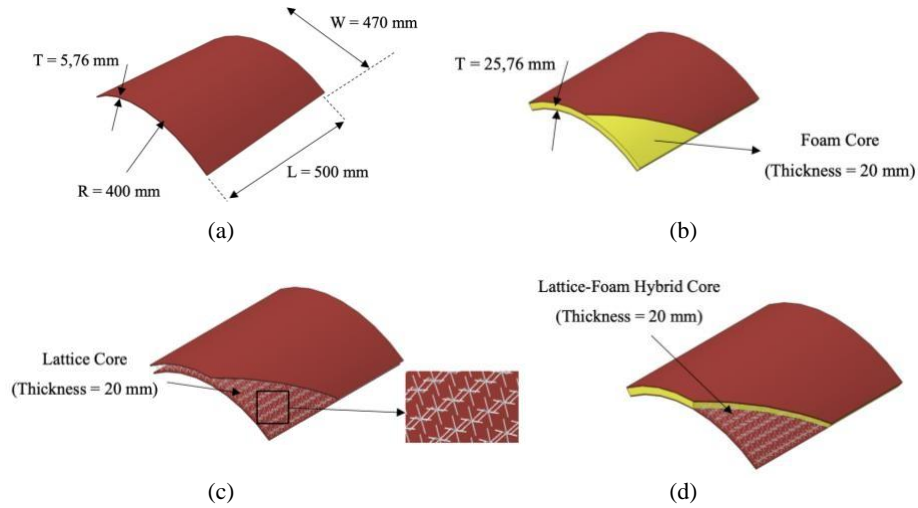 W = 470 mm
T = 5,76 mm
R = 400 mm
L = 500 mm
(a)
T = 25,76 mm
Foam Core
(Thickness = 20 mm)
(b)
Lattice Core
(Thickness = 20 mm)
(c)
Lattice-Foam Hybrid Core
(Thickness = 20 mm)
(d)